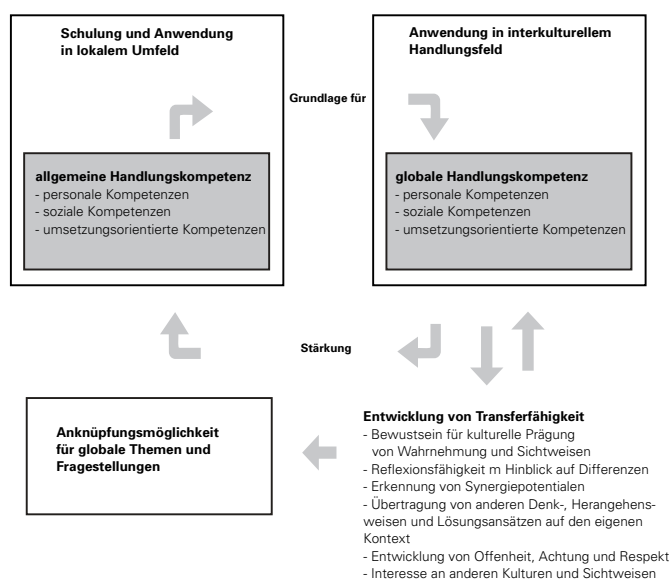 Schulung und Anwendung
in lokalem Umfeld
allgemeine Handlungskompetenz
- personale Kompetenzen
- soziale Kompetenzen
- umsetzungsorientierte Kompetenzen
Grundlage für
Anwendung in interkulturellem
Handlungsfeld
globale Handlungskompetenz
- personale Kompetenzen
- soziale Kompetenzen
- umsetzungsorientierte Kompetenzen
Stärkung
Anknüpfungsmöglichkeit
für globale Themen und
Fragestellungen
Entwicklung von Transferfähigkeit
- Bewustsein für kulturelle Prägung
von Wahrnehmung und Sichtweisen
- Reflexionsfähigkeit m Hinblick auf Differenzen
- Erkennung von Synergiepotentialen
- Übertragung von anderen Denk-, Herangehens-
weisen und Lösungsansätzen auf den eigenen
Kontext
- Entwicklung von Offenheit, Achtung und Respekt
- Interesse an anderen Kulturen und Sichtweisen